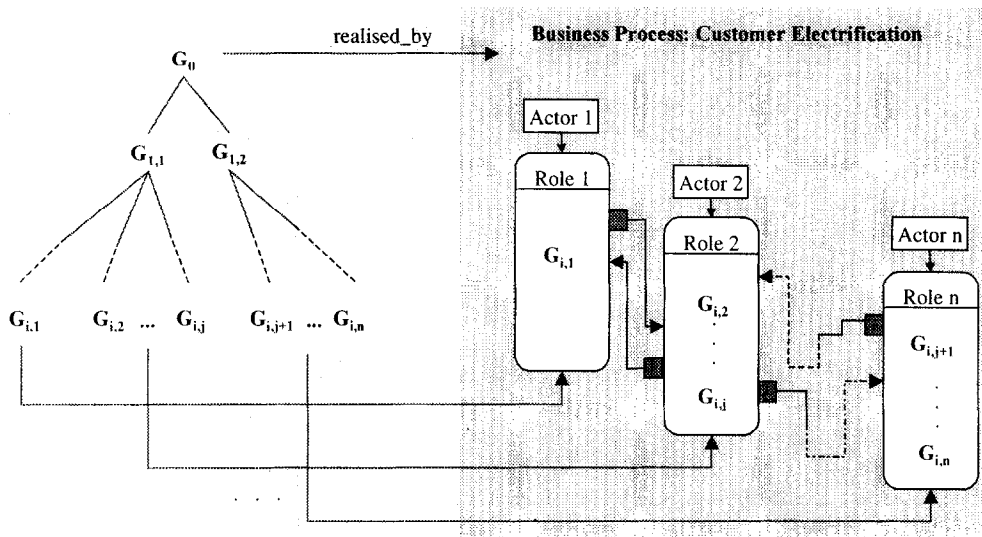 realised_by
Business Process: Customer Electrification
G0
Actor 1
G1,1 G1,2
Role 1
Actor 2
Actor n
Role 2
Gi,1
Role n
Gi,1 Gi,2 ... Gi,j Gi,j+1 ... Gi,n
Gi,2
.
.
.
Gi,j+1
.
.
.
Gi,j
Gi,n
. . . .